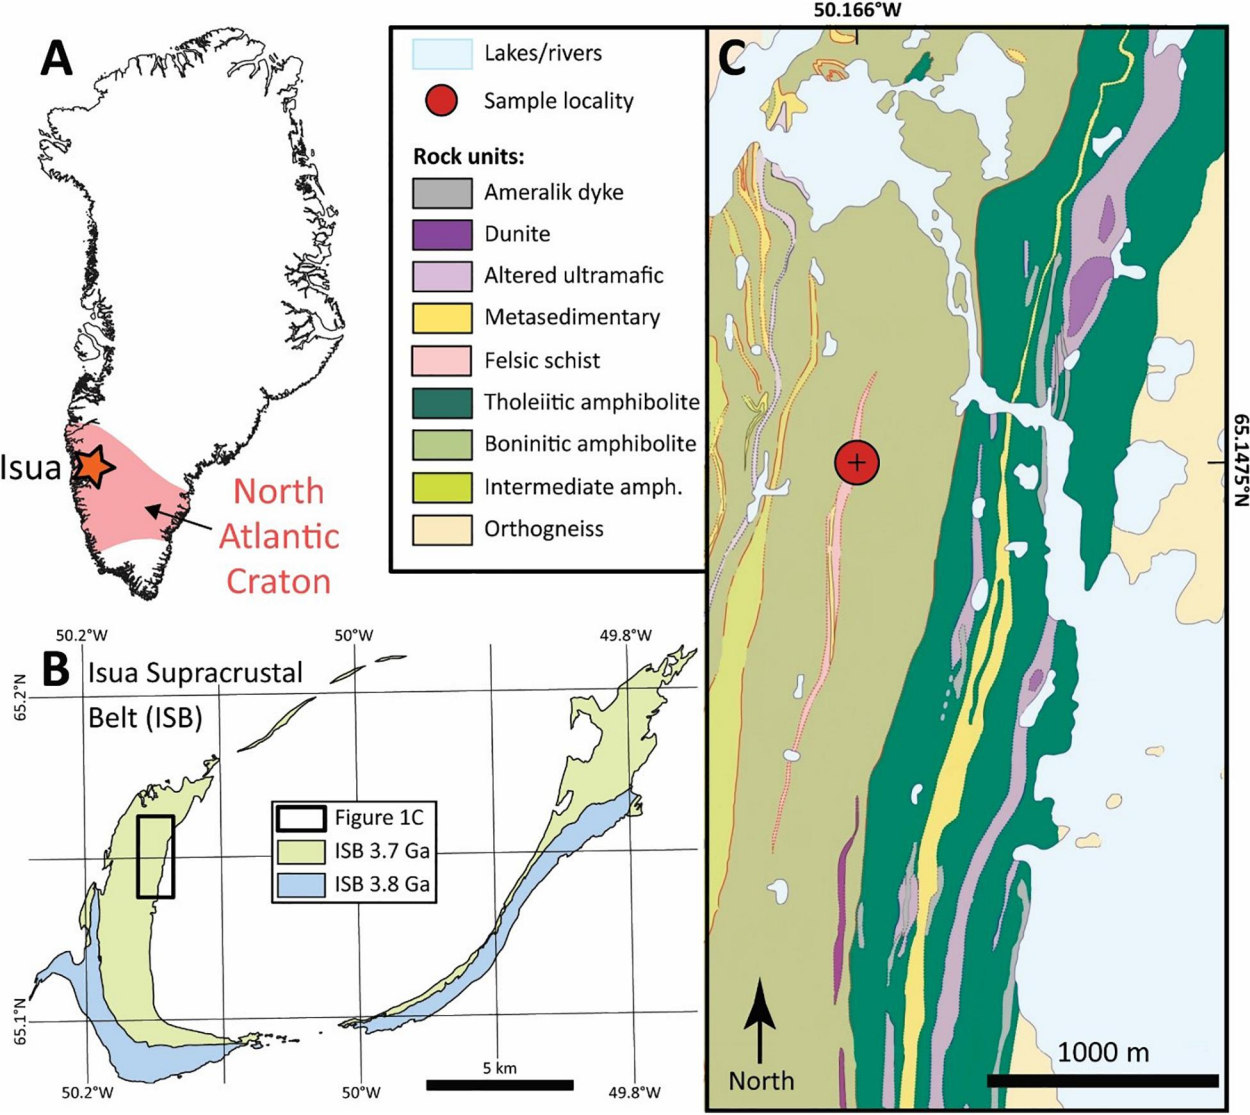 A
Isua
North
Atlantic
Craton
Lakes/rivers
Sample locality
Rock units:
Ameralik dyke
Dunite
Altered ultramafic
Metasedimentary
Felsic schist
Tholeiitic amphibolite
Boninitic amphibolite
Intermediate amph.
Orthogneiss
50.166°W
C
65.1475°N
1000 m
North
50.2°W
50°W
49.8°W
B
Isua Supracrustal
Belt (ISB)
65.2°N
Figure 1C
ISB 3.7 Ga
ISB 3.8 Ga
65.1°N
5 km
50.2°W
50°W
49.8°W